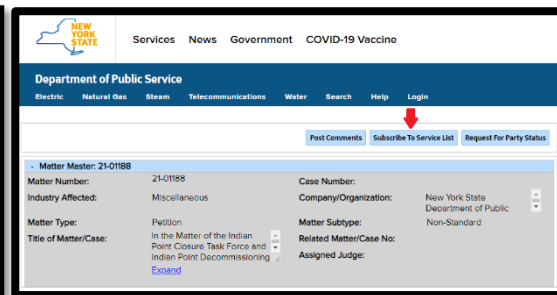 NEW
YORK
STATE
Services News Government COVID-19 Vaccine
Department of Public Service
Electric Natural Gas Steam Telecommunications Water Search Help Login
Post Comments Subscribe To Service List Request For Party Status
- Matter Master: 21-01188
Matter Number: 21-01188 Case Number:
Industry Affected: Miscellaneous Company/Organization: New York State
Department of Public
Matter Type: Petition Matter Subtype: Non-Standard
Title of Matter/Case: In the Matter of the Indian Related Matter/Case No:
Point Closure Task Force and
Indian Point Decommissioning Assigned Judge:
Expand